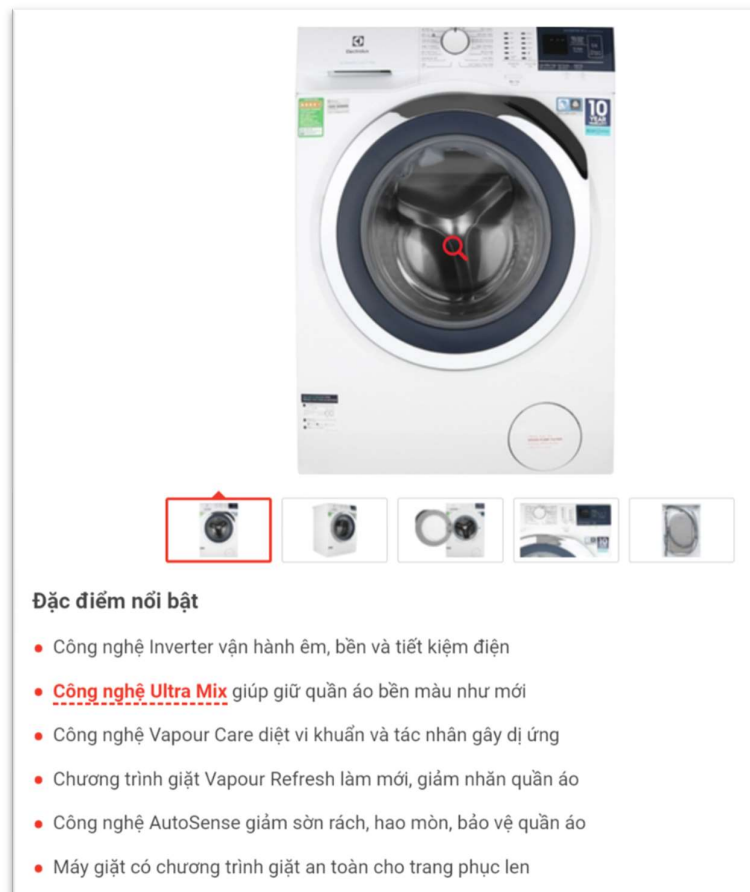 Electrolux
10
YEAR
Đặc điểm nổi bật
Công nghệ Inverter vận hành êm, bền và tiết kiệm điện
Công nghệ Ultra Mix giúp giữ quần áo bền màu như mới
Công nghệ Vapour Care diệt vi khuẩn và tác nhân gây dị ứng
Chương trình giặt Vapour Refresh làm mới, giảm nhăn quần áo
Công nghệ AutoSense giảm sờn rách, hao mòn, bảo vệ quần áo
Máy giặt có chương trình giặt an toàn cho trang phục len